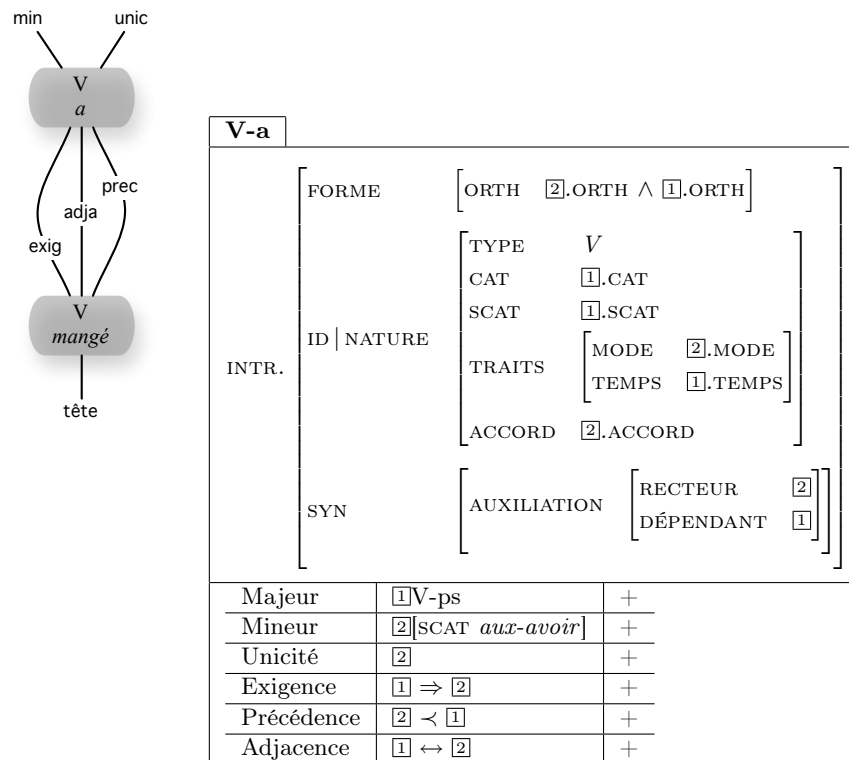 min unic
V
a
prec
adja
exig
V
mangé
tête
V-a
INTR.
FORME [ORTH 2.ORTH ∧ 1.ORTH]
ID | NATURE
TYPE V
CAT 1.CAT
SCAT 1.SCAT
TRAITS
MODE 2.MODE
TEMPS 1.TEMPS
ACCORD 2.ACCORD
SYN
AUXILIATION
RECTEUR 2
DÉPENDANT 1
Majeur 1V-ps +
Mineur 2[SCAT aux-avoir] +
Unicité 2 +
Exigence 1 ⇒ 2 +
Précédence 2 ≺ 1 +
Adjacence 1 ↔ 2 +